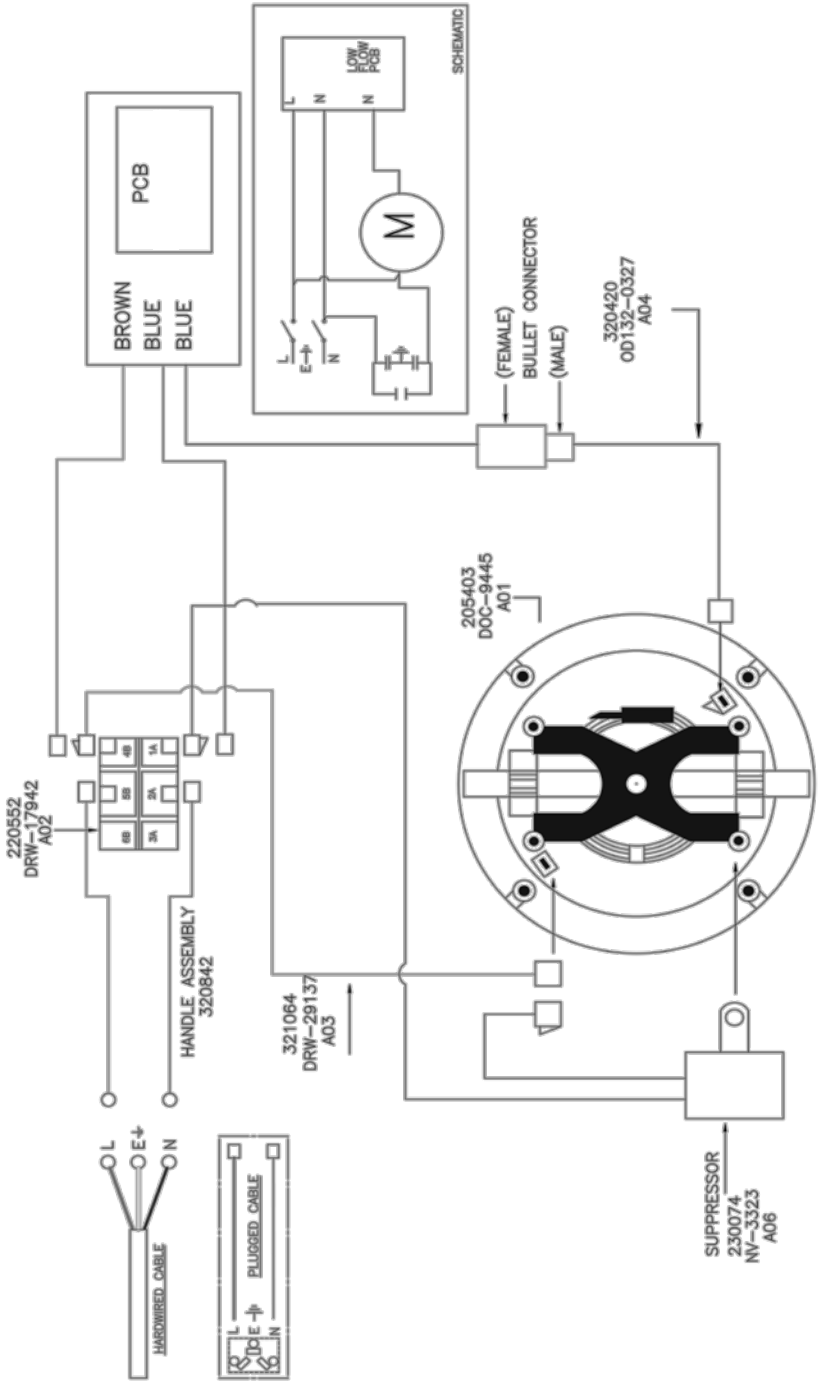 HARDWIRED CABLE
L
E
N
PLUGGED CABLE
L
E
N
HANDLE ASSEMBLY
320842
220552
DRW-17942
A02
6B
5B
4B
3A
2A
1A
BROWN
BLUE
BLUE
PCB
SCHEMATIC
LOW
FLOW
PCB
L
N
N
M
L
E
N
(FEMALE)
BULLET CONNECTOR
(MALE)
320420
OD132-0327
A04
205403
DOC-9445
A01
321064
DRW-29137
A03
SUPPRESSOR
230074
NV-3323
A06